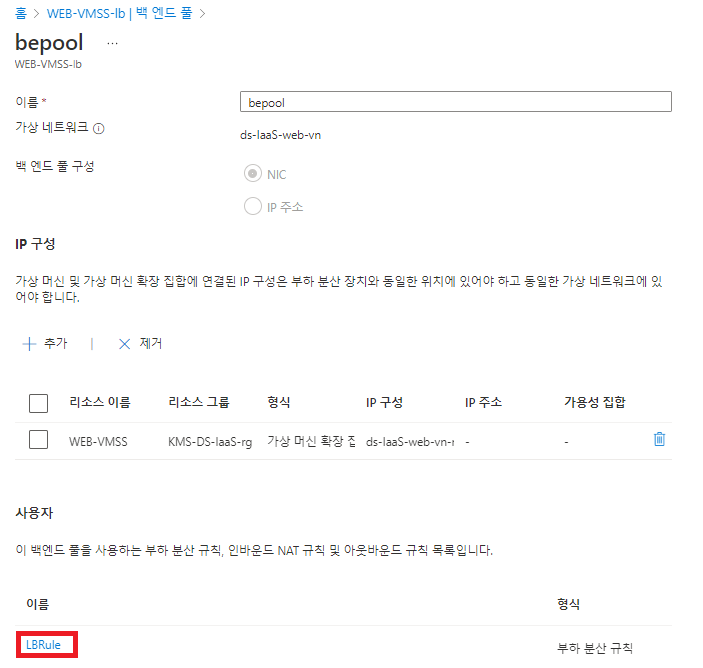 홈 > WEB-VMSS-lb | 백 엔드 풀 >
bepool ...
WEB-VMSS-lb
이름 * bepool
가상 네트워크 ds-IaaS-web-vn
백 엔드 풀 구성 NIC
IP 주소
IP 구성
가상 머신 및 가상 머신 확장 집합에 연결된 IP 구성은 부하 분산 장치와 동일한 위치에 있어야 하고 동일한 가상 네트워크에 있
어야 합니다.
+ 추가 | × 제거
리소스 이름 리소스 그룹 형식 IP 구성 IP 주소 가용성 집합
WEB-VMSS KMS-DS-IaaS-rg 가상 머신 확장 집 ds-IaaS-web-vn-r - -
사용자
이 백엔드 풀을 사용하는 부하 분산 규칙, 인바운드 NAT 규칙 및 아웃바운드 규칙 목록입니다.
이름 형식
LBRule 부하 분산 규칙